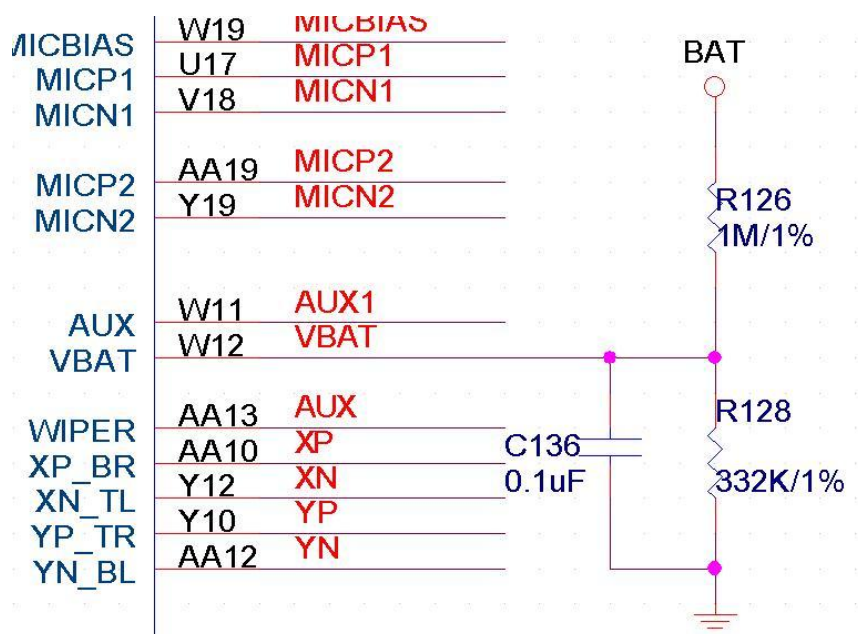 MICBIAS W19 MICBIAS
MICP1 U17 MICP1
MICN1 V18 MICN1
BAT
MICP2 AA19 MICP2
MICN2 Y19 MICN2
R126
1M/1%
AUX W11 AUX1
VBAT W12 VBAT
WIPER AA13 AUX
XP_BR AA10 XP
XN_TL Y12 XN
YP_TR Y10 YP
YN_BL AA12 YN
C136
0.1uF
R128
332K/1%